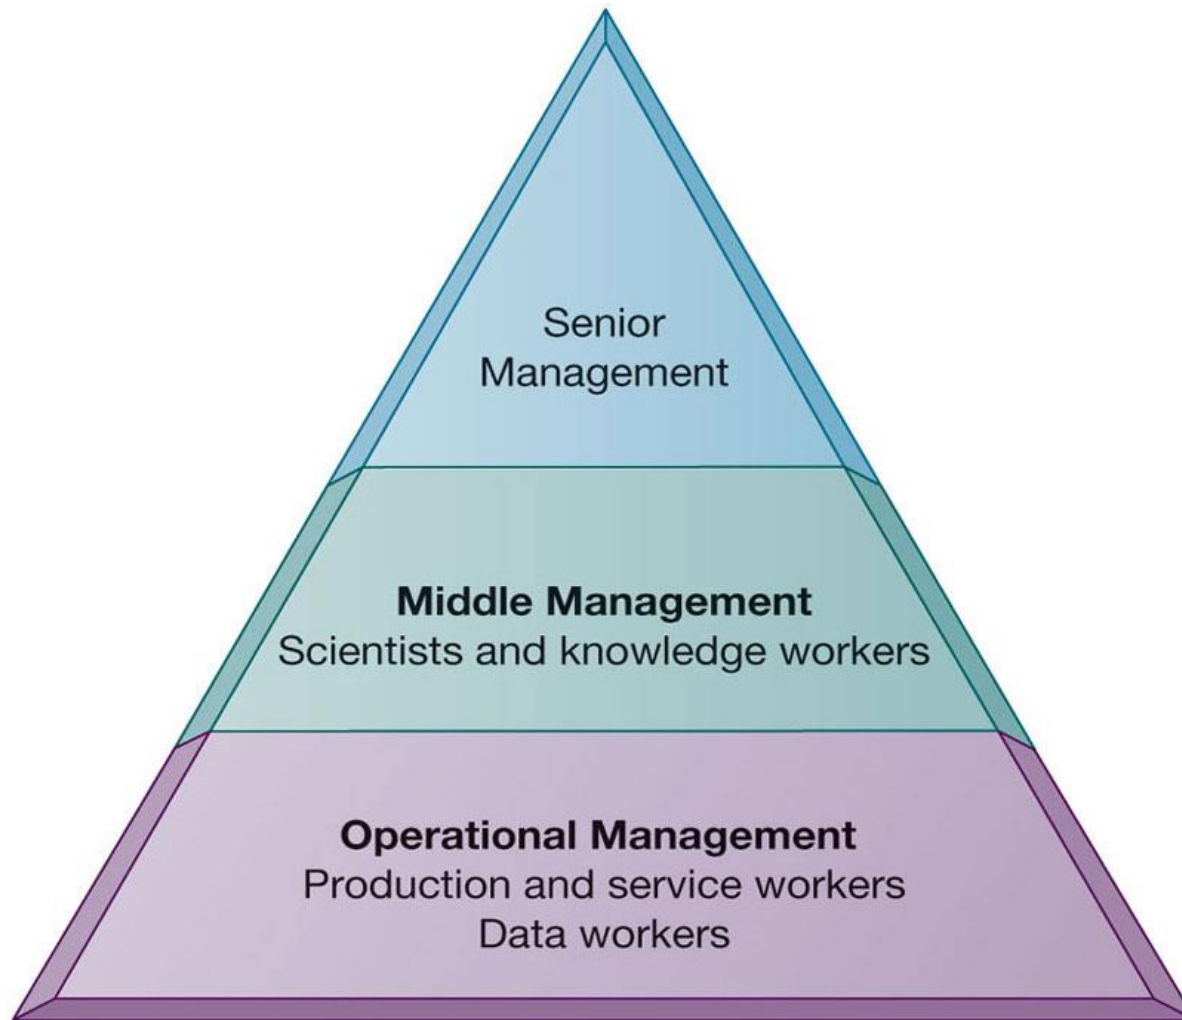 Senior
Management
Middle Management
Scientists and knowledge workers
Operational Management
Production and service workers
Data workers